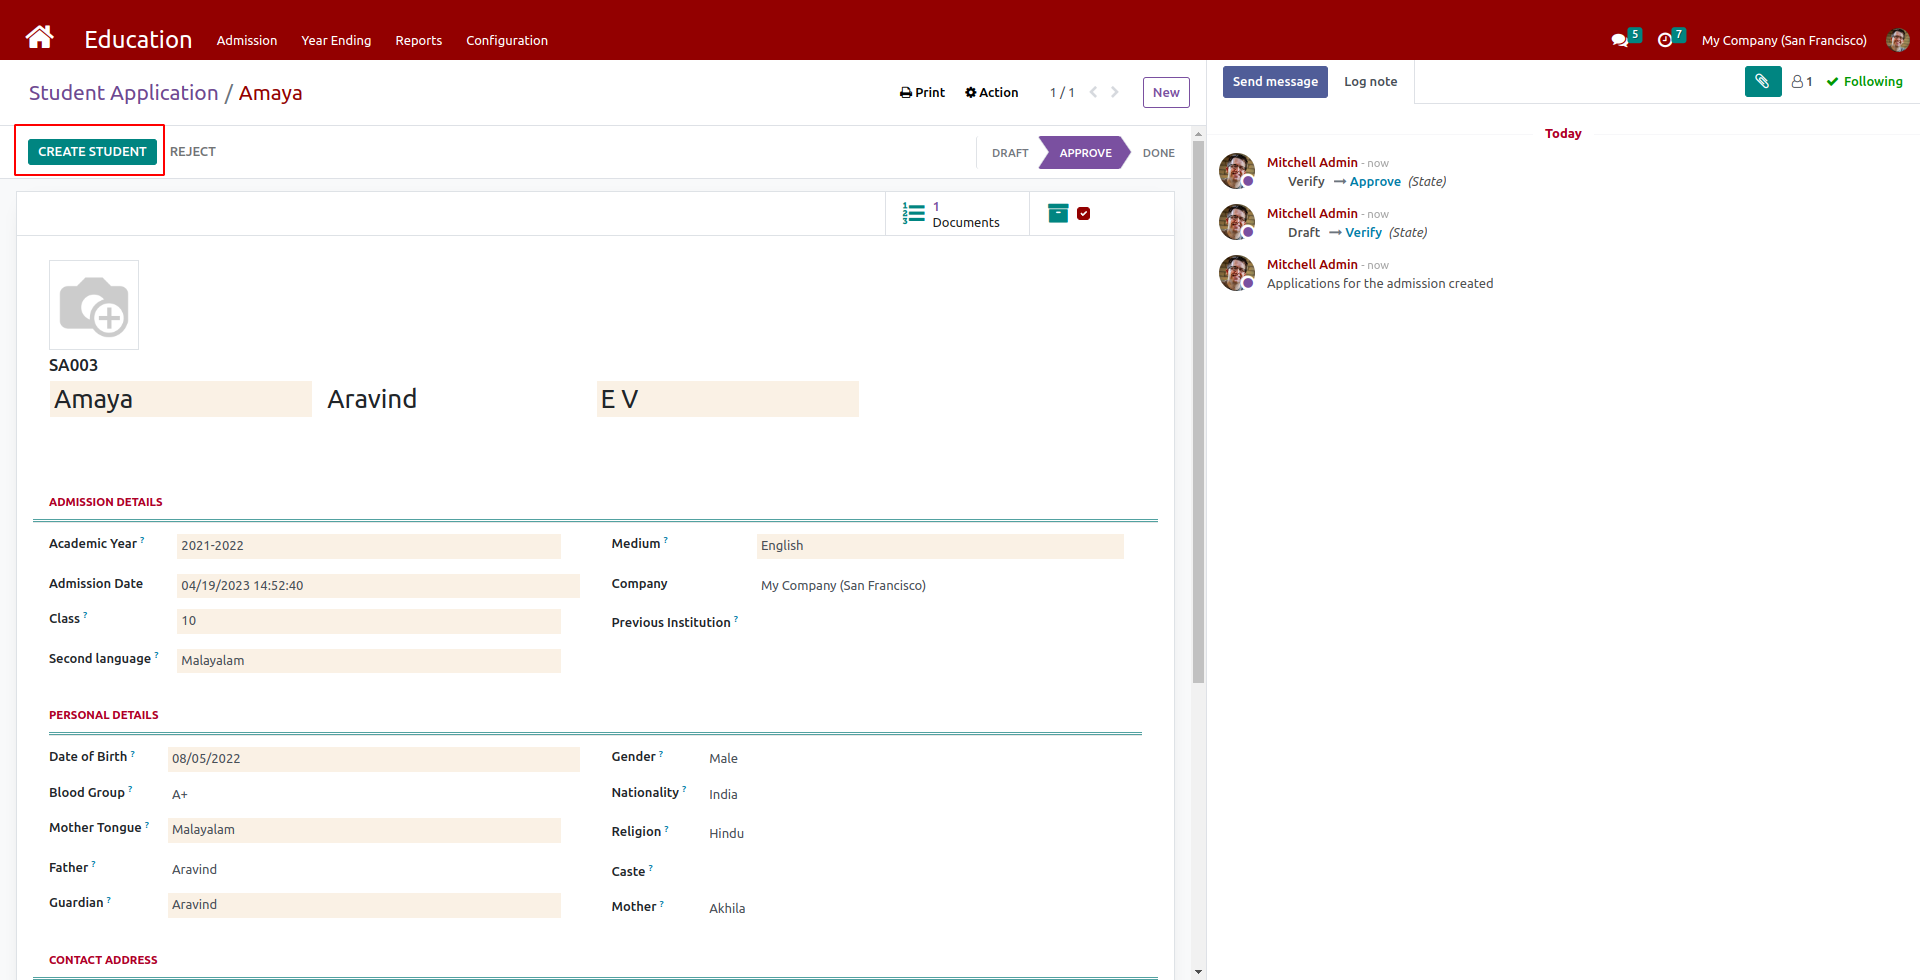 Education Admission Year Ending Reports Configuration 5 7 My Company (San Francisco)
Student Application / Amaya Print Action 1 / 1 New
Send message Log note 1 Following
CREATE STUDENT REJECT DRAFT APPROVE DONE
1
Documents
SA003
Amaya Aravind E V
ADMISSION DETAILS
Academic Year ? 2021-2022 Medium ? English
Admission Date 04/19/2023 14:52:40 Company My Company (San Francisco)
Class ? 10 Previous Institution ?
Second language ? Malayalam
PERSONAL DETAILS
Date of Birth ? 08/05/2022 Gender ? Male
Blood Group ? A+ Nationality ? India
Mother Tongue ? Malayalam Religion ? Hindu
Father ? Aravind Caste ?
Guardian ? Aravind Mother ? Akhila
CONTACT ADDRESS
Today
Mitchell Admin - now
Verify → Approve (State)
Mitchell Admin - now
Draft → Verify (State)
Mitchell Admin - now
Applications for the admission created